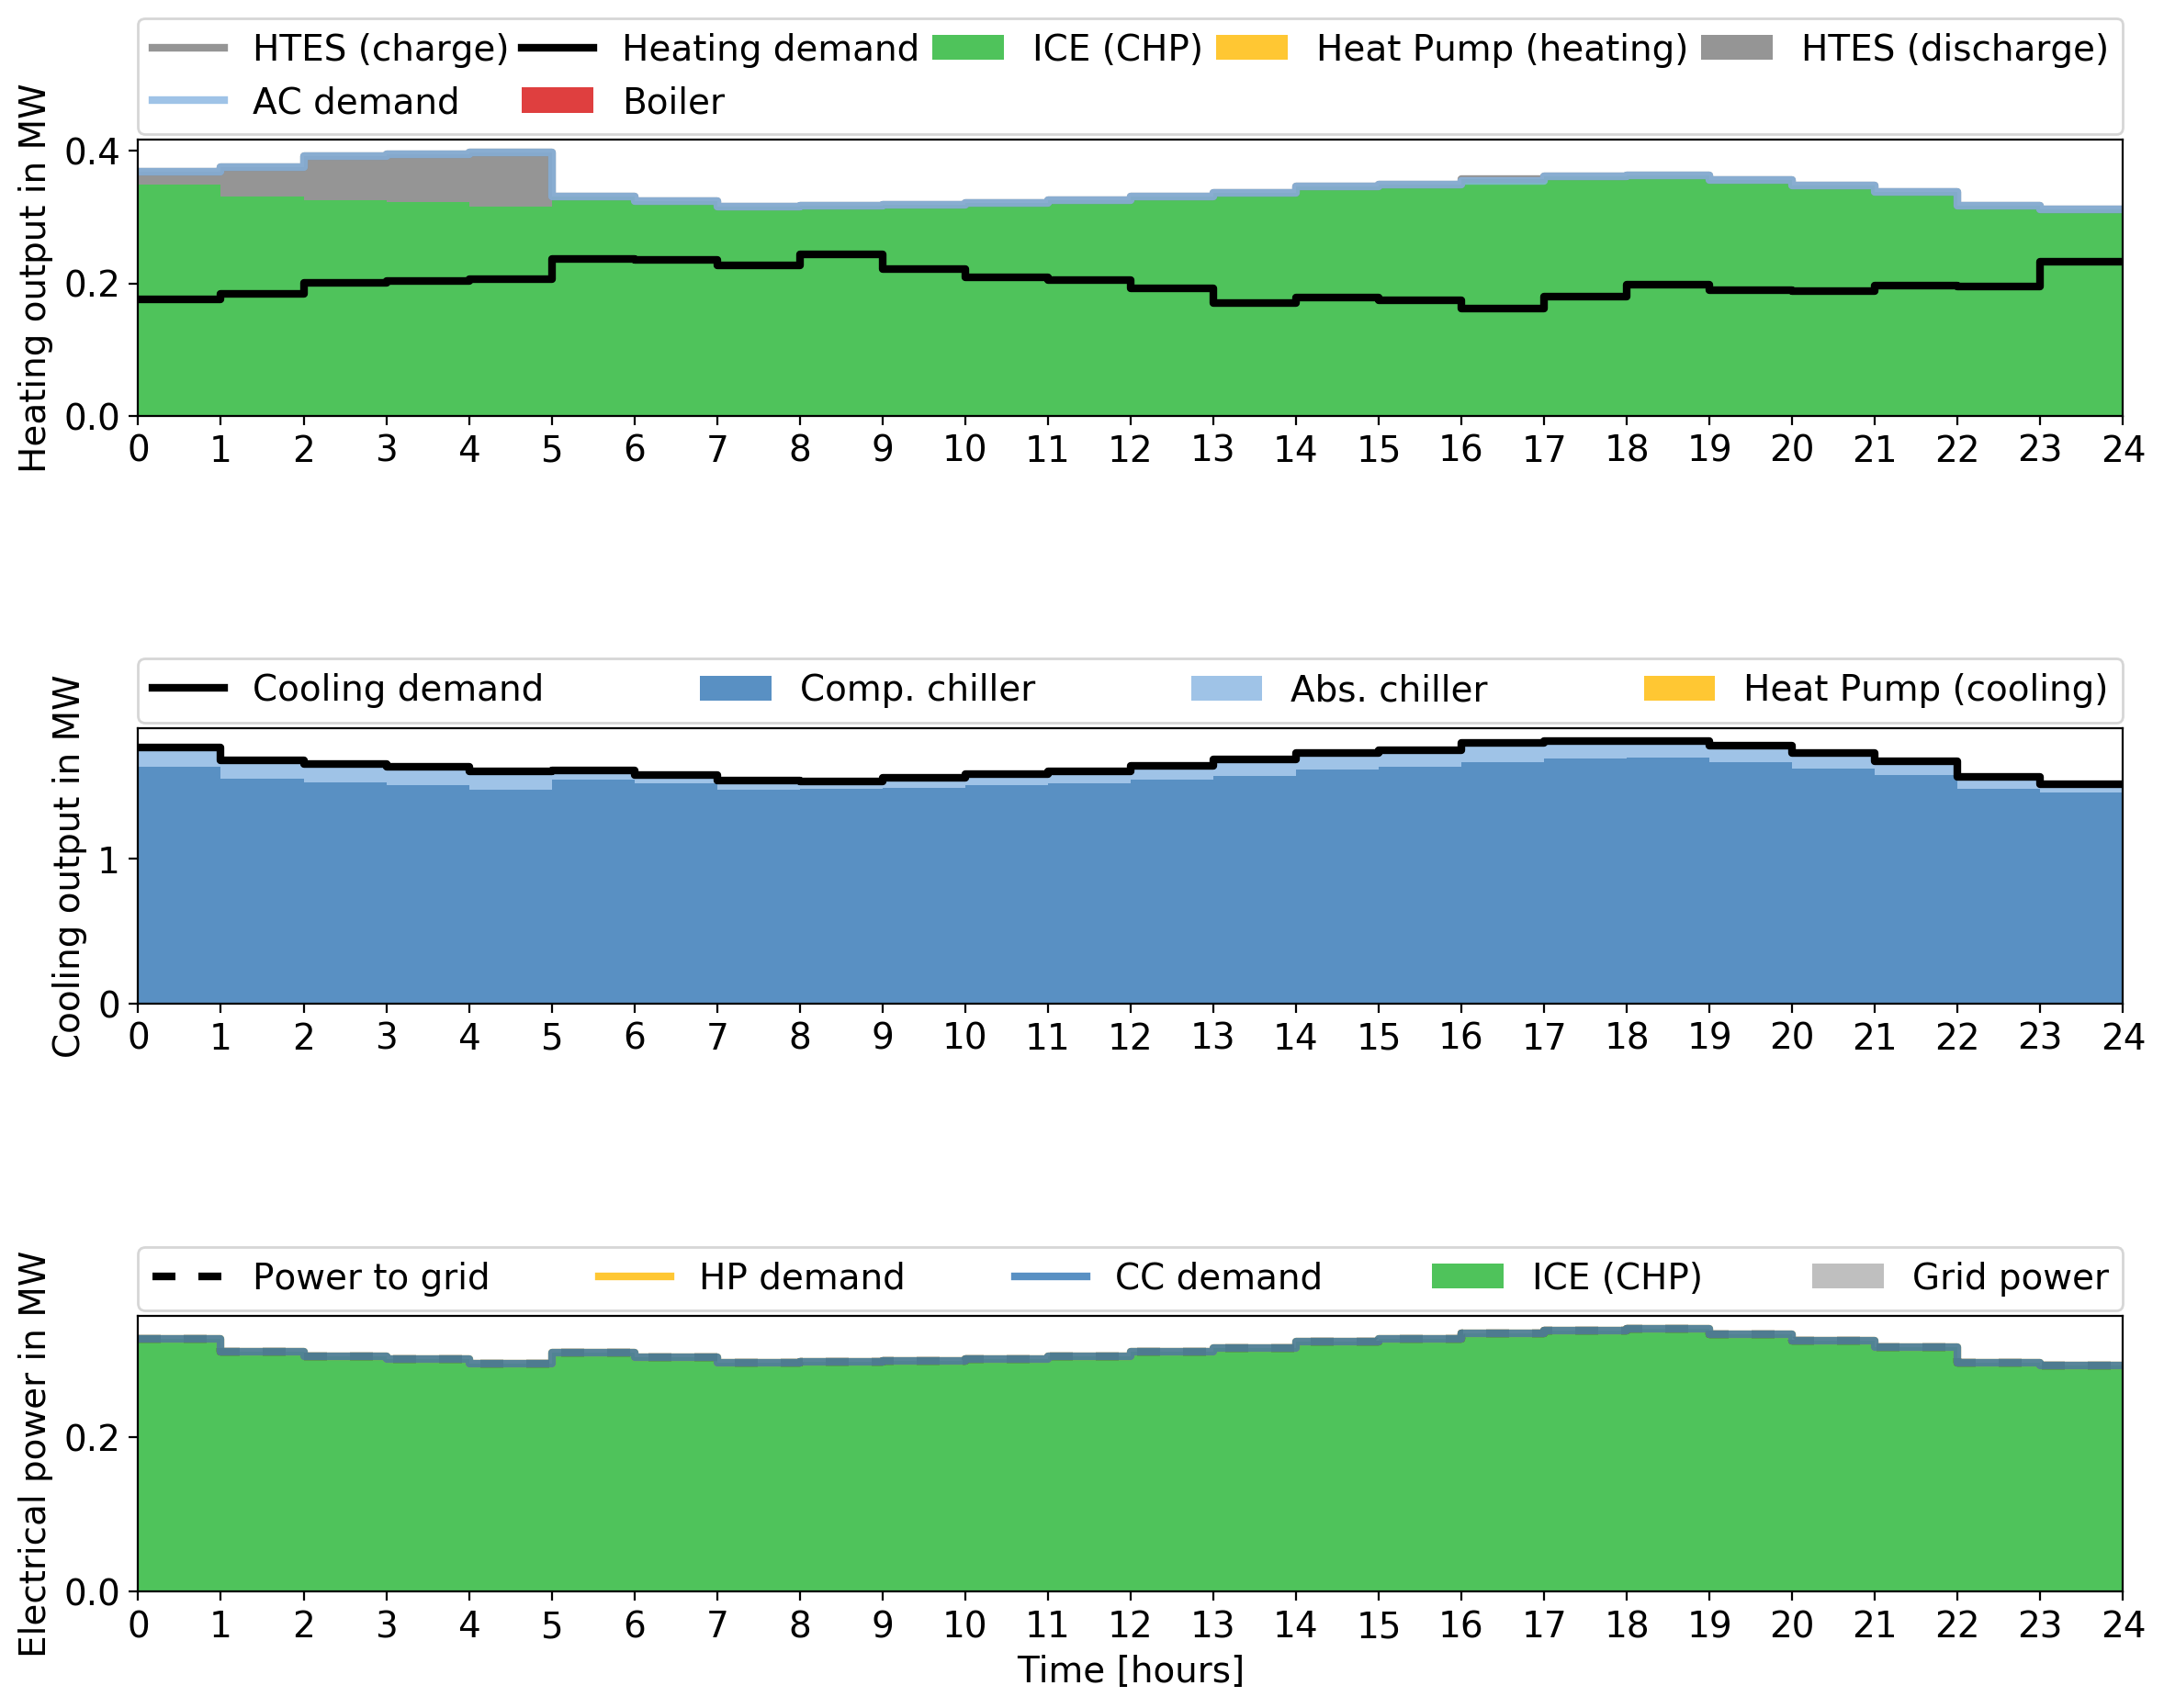 HTES (charge) Heating demand ICE (CHP) Heat Pump (heating) HTES (discharge)
AC demand Boiler
Heating output in MW
0.4
0.2
0.0
0 1 2 3 4 5 6 7 8 9 10 11 12 13 14 15 16 17 18 19 20 21 22 23 24
Cooling demand Comp. chiller Abs. chiller Heat Pump (cooling)
Cooling output in MW
1
0
0 1 2 3 4 5 6 7 8 9 10 11 12 13 14 15 16 17 18 19 20 21 22 23 24
Power to grid HP demand CC demand ICE (CHP) Grid power
Electrical power in MW
0.2
0.0
0 1 2 3 4 5 6 7 8 9 10 11 12 13 14 15 16 17 18 19 20 21 22 23 24
Time [hours]